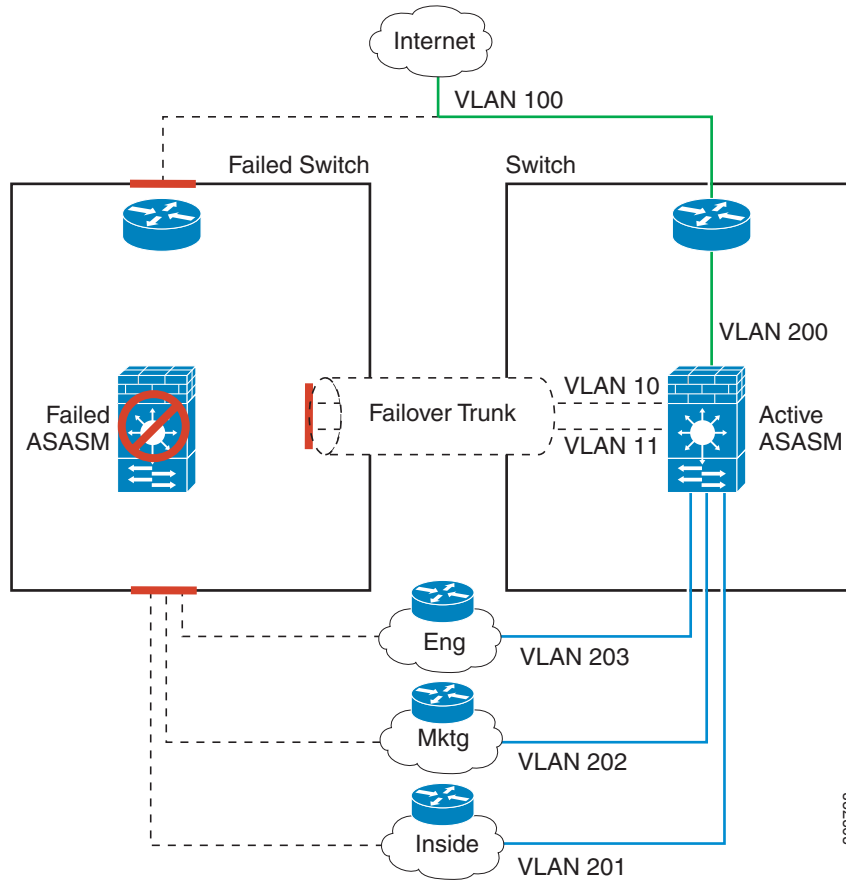 Internet
VLAN 100
Failed Switch
Switch
VLAN 200
Failed
ASASM
Failover Trunk
VLAN 10
VLAN 11
Active
ASASM
Eng
VLAN 203
Mktg
VLAN 202
Inside
VLAN 201